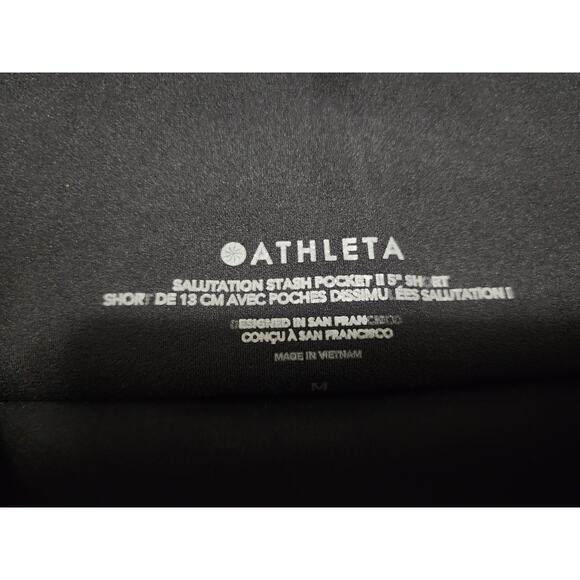 ATHLETA
SALUTATION STASH POCKET II 5" SHORT
SHORT DE 13 CM AVEC POCHES DISSIMULÉES SALUTATION II
DESIGNED IN SAN FRANCISCO
CONÇU À SAN FRANCISCO
MADE IN VIETNAM
M